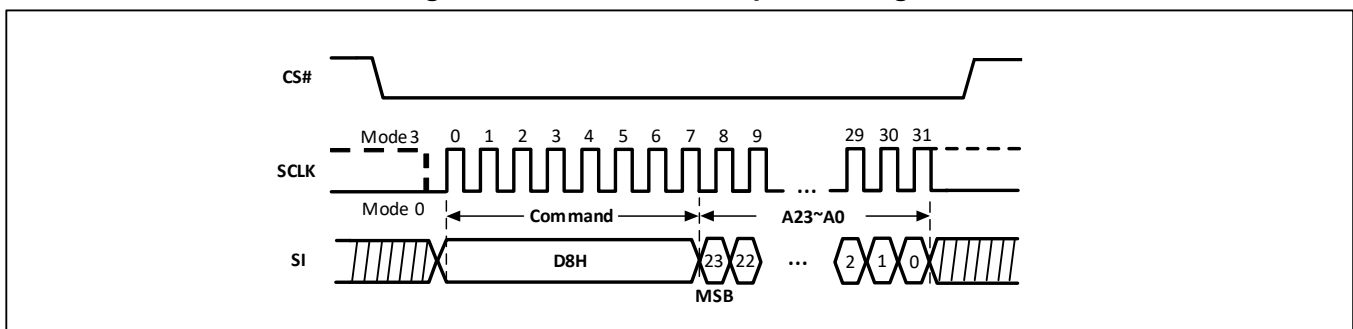 CS#
Mode 3 0 1 2 3 4 5 6 7 8 9 29 30 31
SCLK
...
Mode 0 Command A23~A0
SI D8H 23 22 ... 2 1 0
MSB